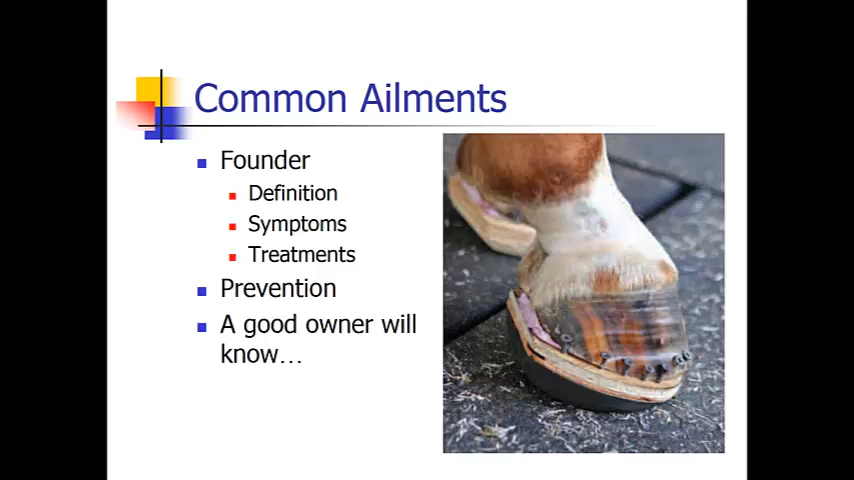 Common Ailments
Founder
Definition
Symptoms
Treatments
Prevention
A good owner will
know…